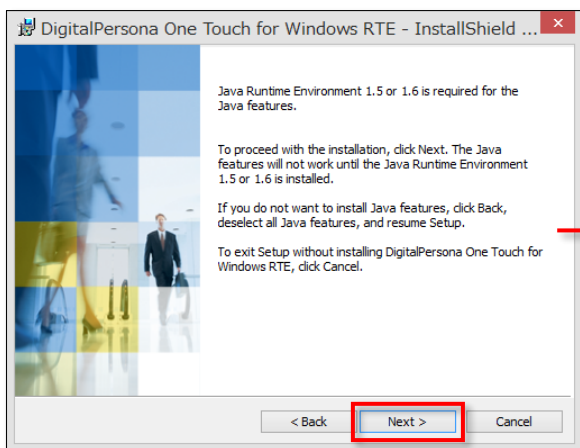 DigitalPersona One Touch for Windows RTE - InstallShield ...
Java Runtime Environment 1.5 or 1.6 is required for the
Java features.
To proceed with the installation, click Next. The Java
features will not work until the Java Runtime Environment
1.5 or 1.6 is installed.
If you do not want to install Java features, click Back,
deselect all Java features, and resume Setup.
To exit Setup without installing DigitalPersona One Touch for
Windows RTE, click Cancel.
< Back
Next >
Cancel